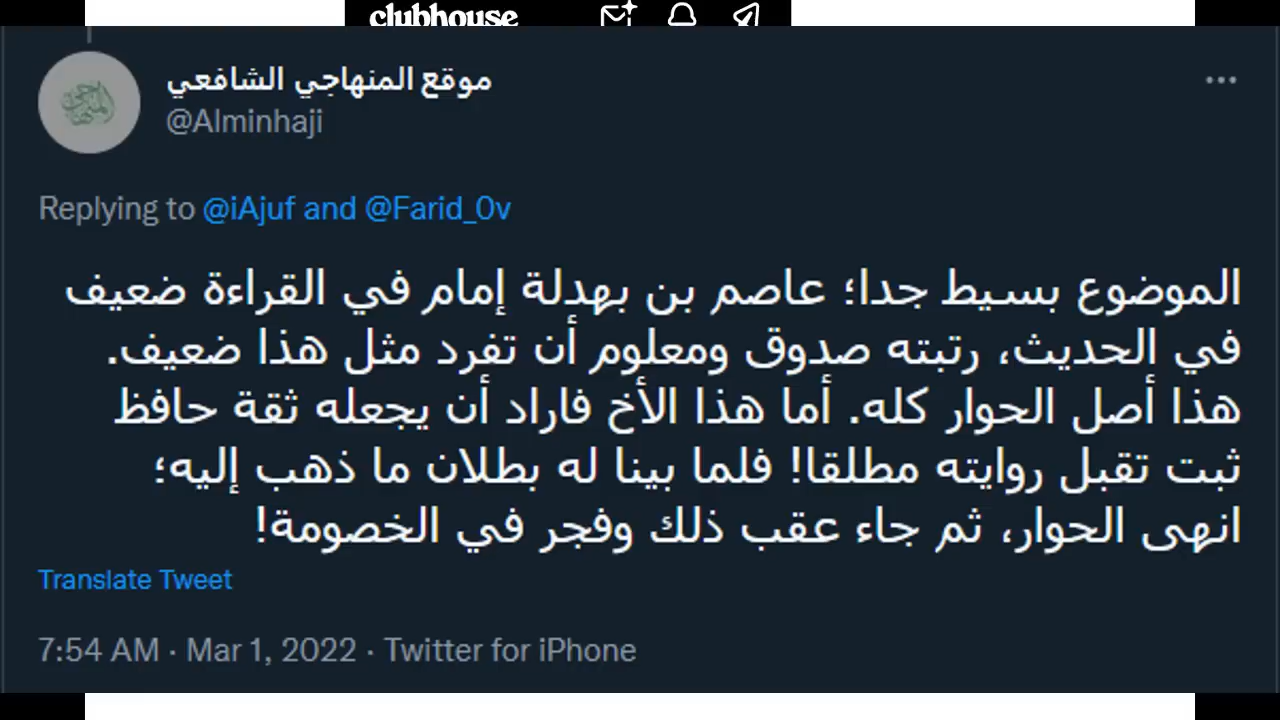 clubhouse
موقع المنهاجي الشافعي
@Alminhaji
Replying to @iAjuf and @Farid_0v
الموضوع بسيط جدا؛ عاصم بن بهدلة إمام في القراءة ضعيف
في الحديث، رتبته صدوق ومعلوم أن تفرد مثل هذا ضعيف.
هذا أصل الحوار كله. أما هذا الأخ فاراد أن يجعله ثقة حافظ
ثبت تقبل روايته مطلقا! فلما بينا له بطلان ما ذهب إليه؛
انهى الحوار، ثم جاء عقب ذلك وفجر في الخصومة!
Translate Tweet
7:54 AM · Mar 1, 2022 · Twitter for iPhone